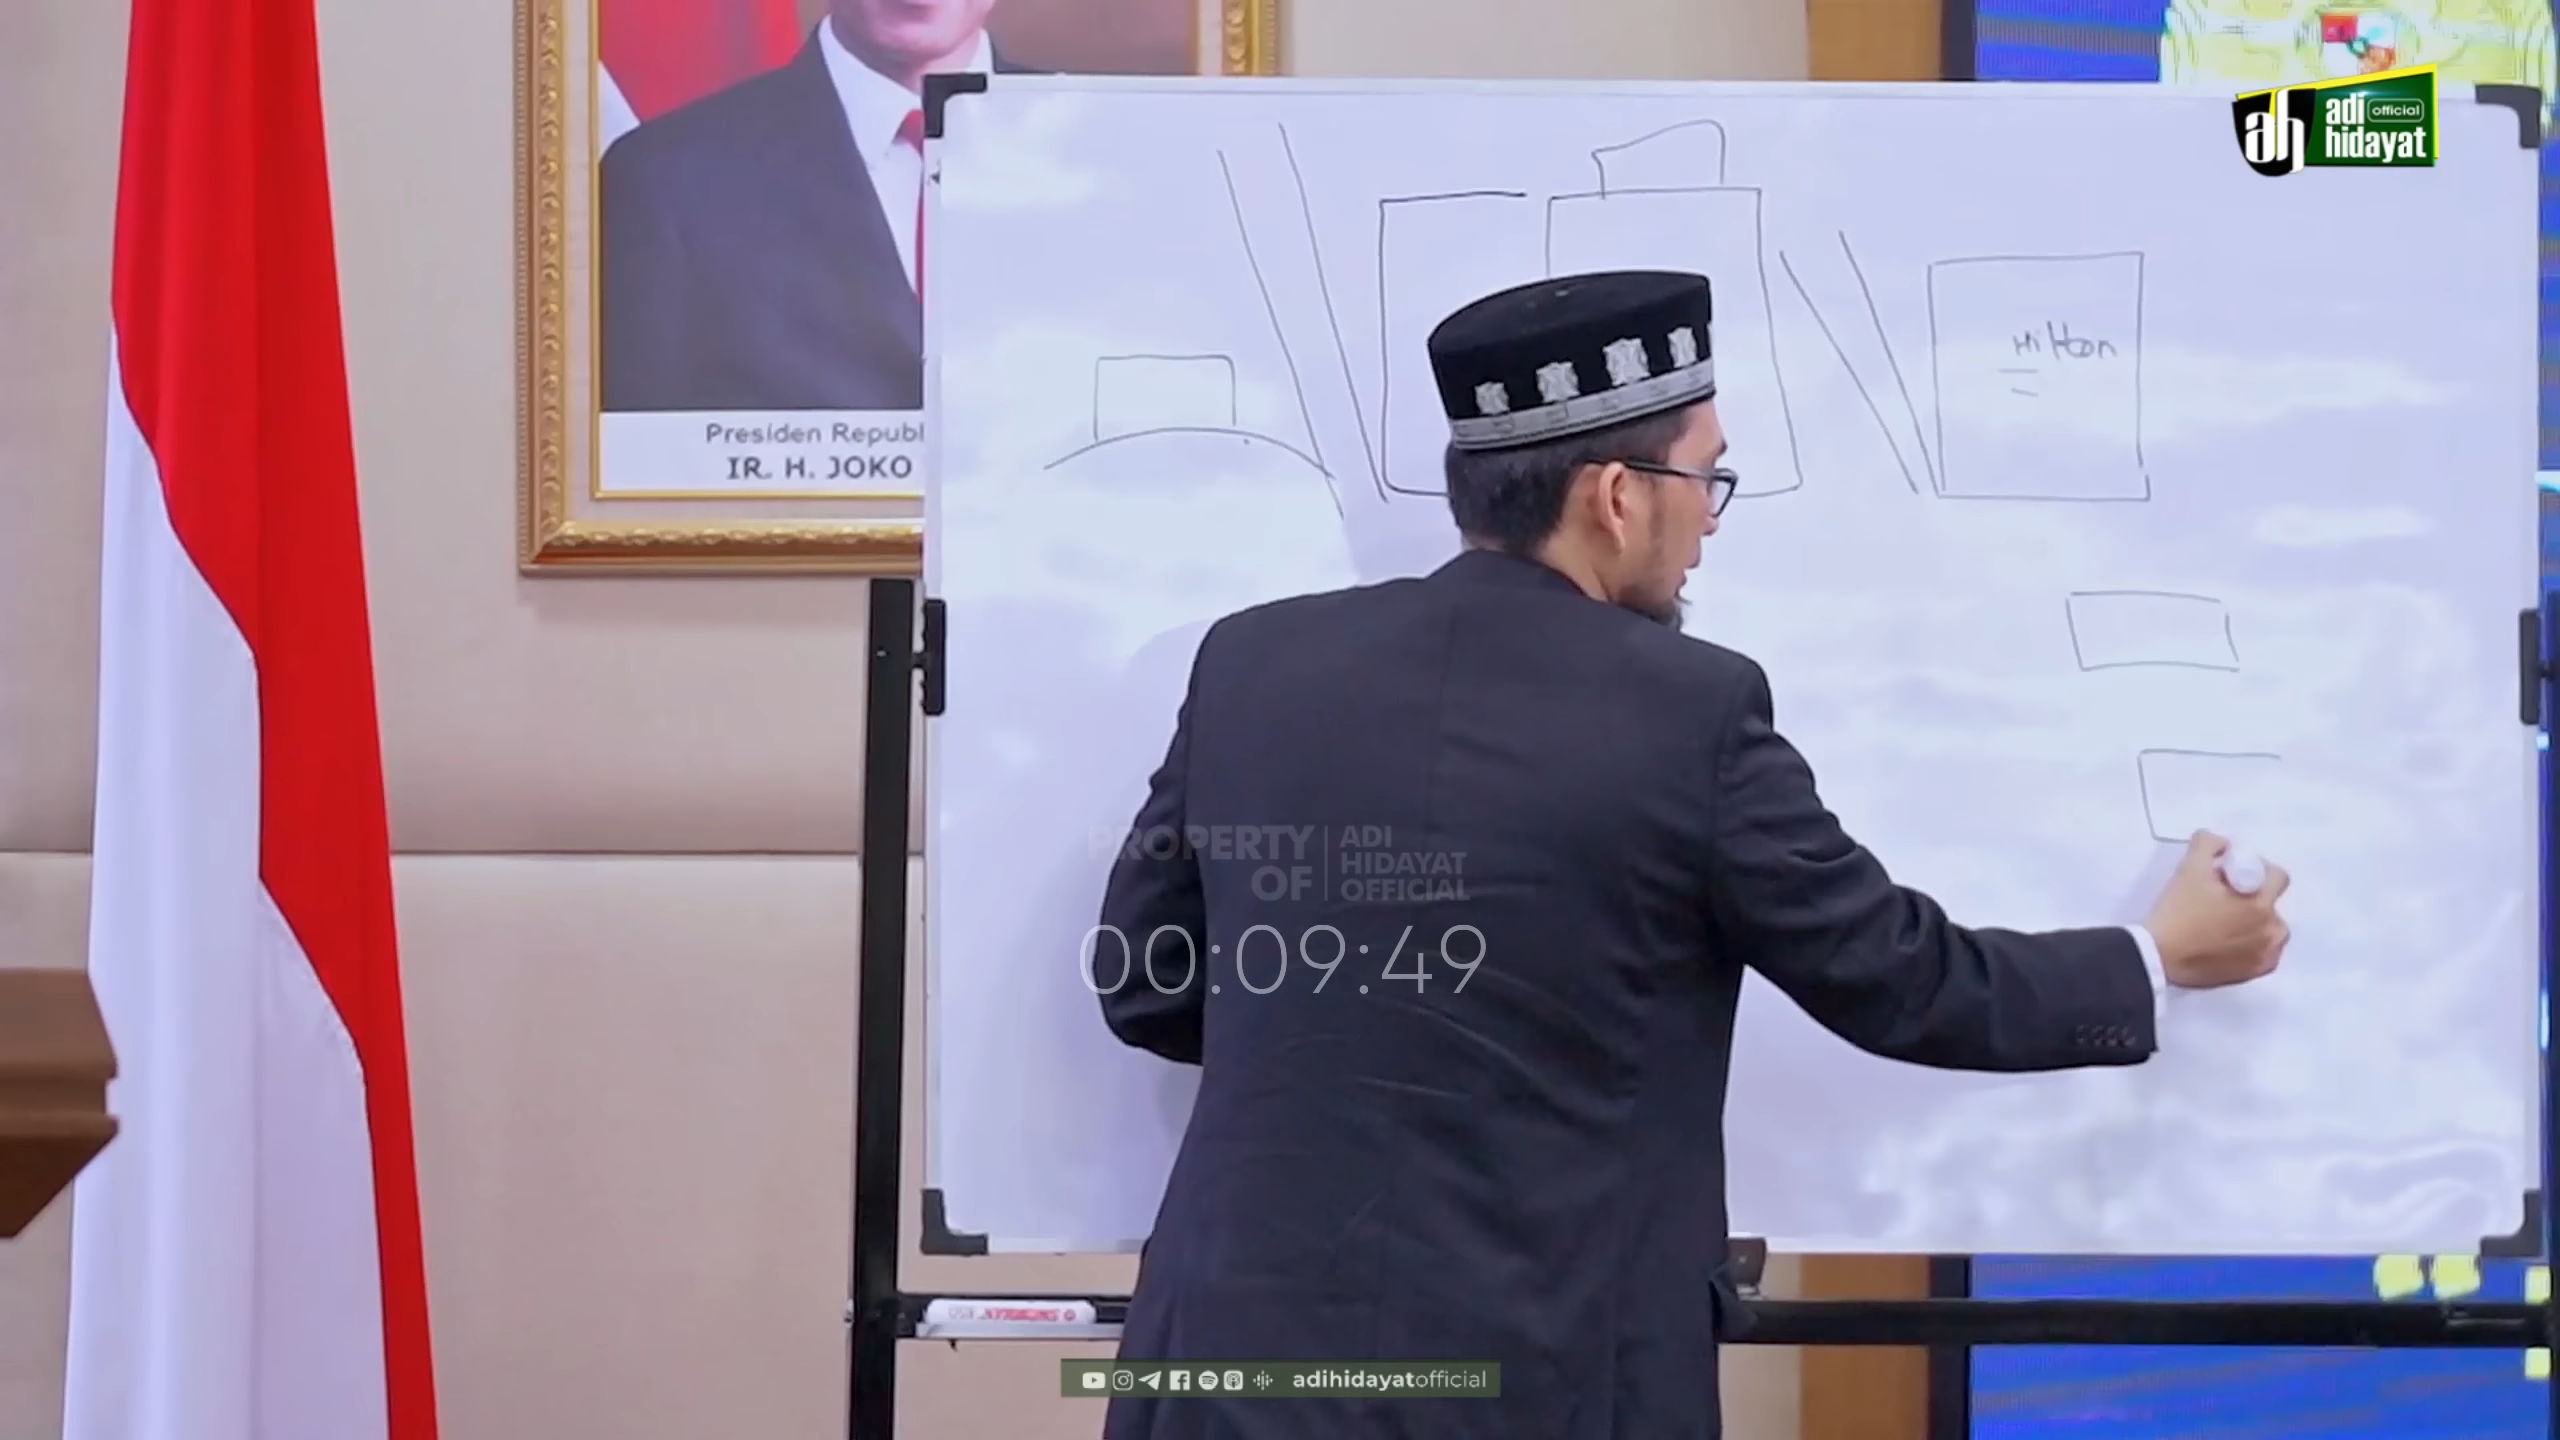 adi official
hidayat
Presiden Republ
IR. H. JOKO
Hilton
PROPERTY OF
ADI HIDAYAT OFFICIAL
00:09:49
adihidayatofficial